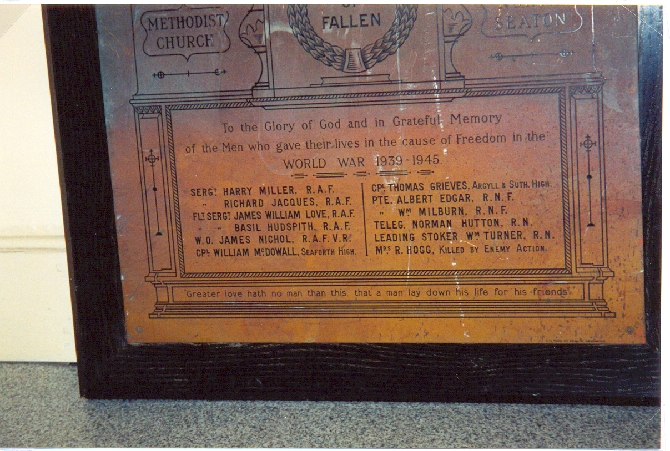 METHODIST
CHURCH
FALLEN
SEATON
To the Glory of God and in Grateful Memory
of the Men who gave their lives in the cause of Freedom in the
WORLD WAR 1939-1945
SERGT HARRY MILLER, R.A.F.
" RICHARD JACQUES, R.A.F.
FLT SERGT JAMES WILLIAM LOVE, R.A.F.
" BASIL HUDSPITH, R.A.F.
W.O. JAMES NICHOL, R.A.F.V.R.
CPL WILLIAM McDOWALL, SEAFORTH HIGH.
CPL THOMAS GRIEVES, ARGYLL & SUTH. HIGH.
PTE. ALBERT EDGAR, R.N.F.
" WM MILBURN, R.N.F.
TELEG. NORMAN HUTTON, R.N.
LEADING STOKER WM TURNER, R.N.
MRS R. HOGG, KILLED BY ENEMY ACTION.
"Greater love hath no man than this, that a man lay down his life for his friends"